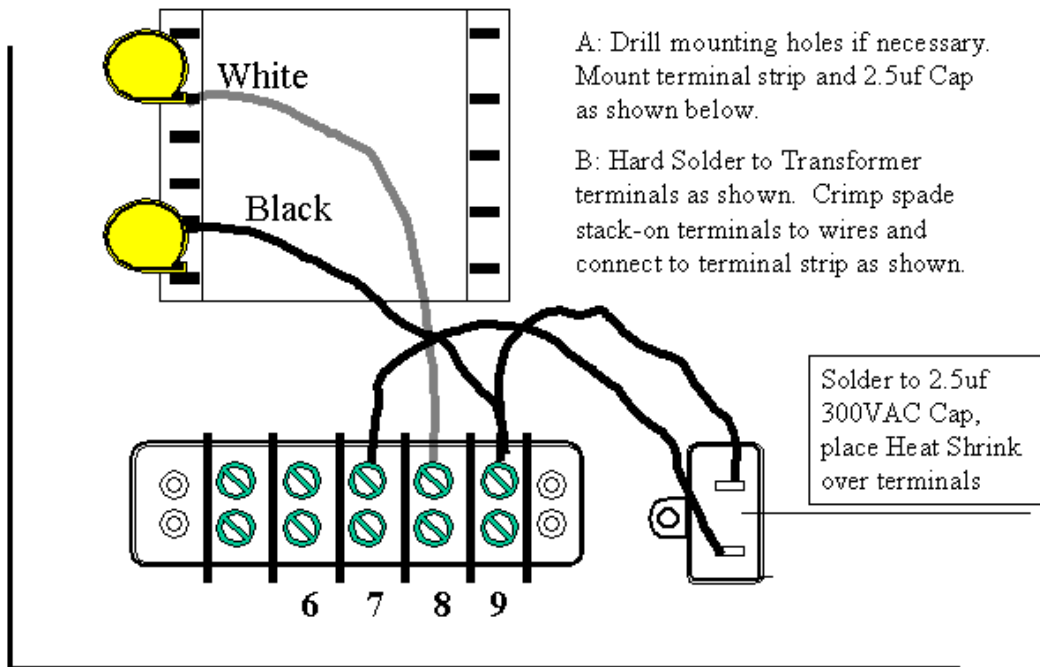 White
Black
A: Drill mounting holes if necessary.
Mount terminal strip and 2.5uf Cap
as shown below.
B: Hard Solder to Transformer
terminals as shown. Crimp spade
stack-on terminals to wires and
connect to terminal strip as shown.
Solder to 2.5uf
300VAC Cap,
place Heat Shrink
over terminals
6 7 8 9